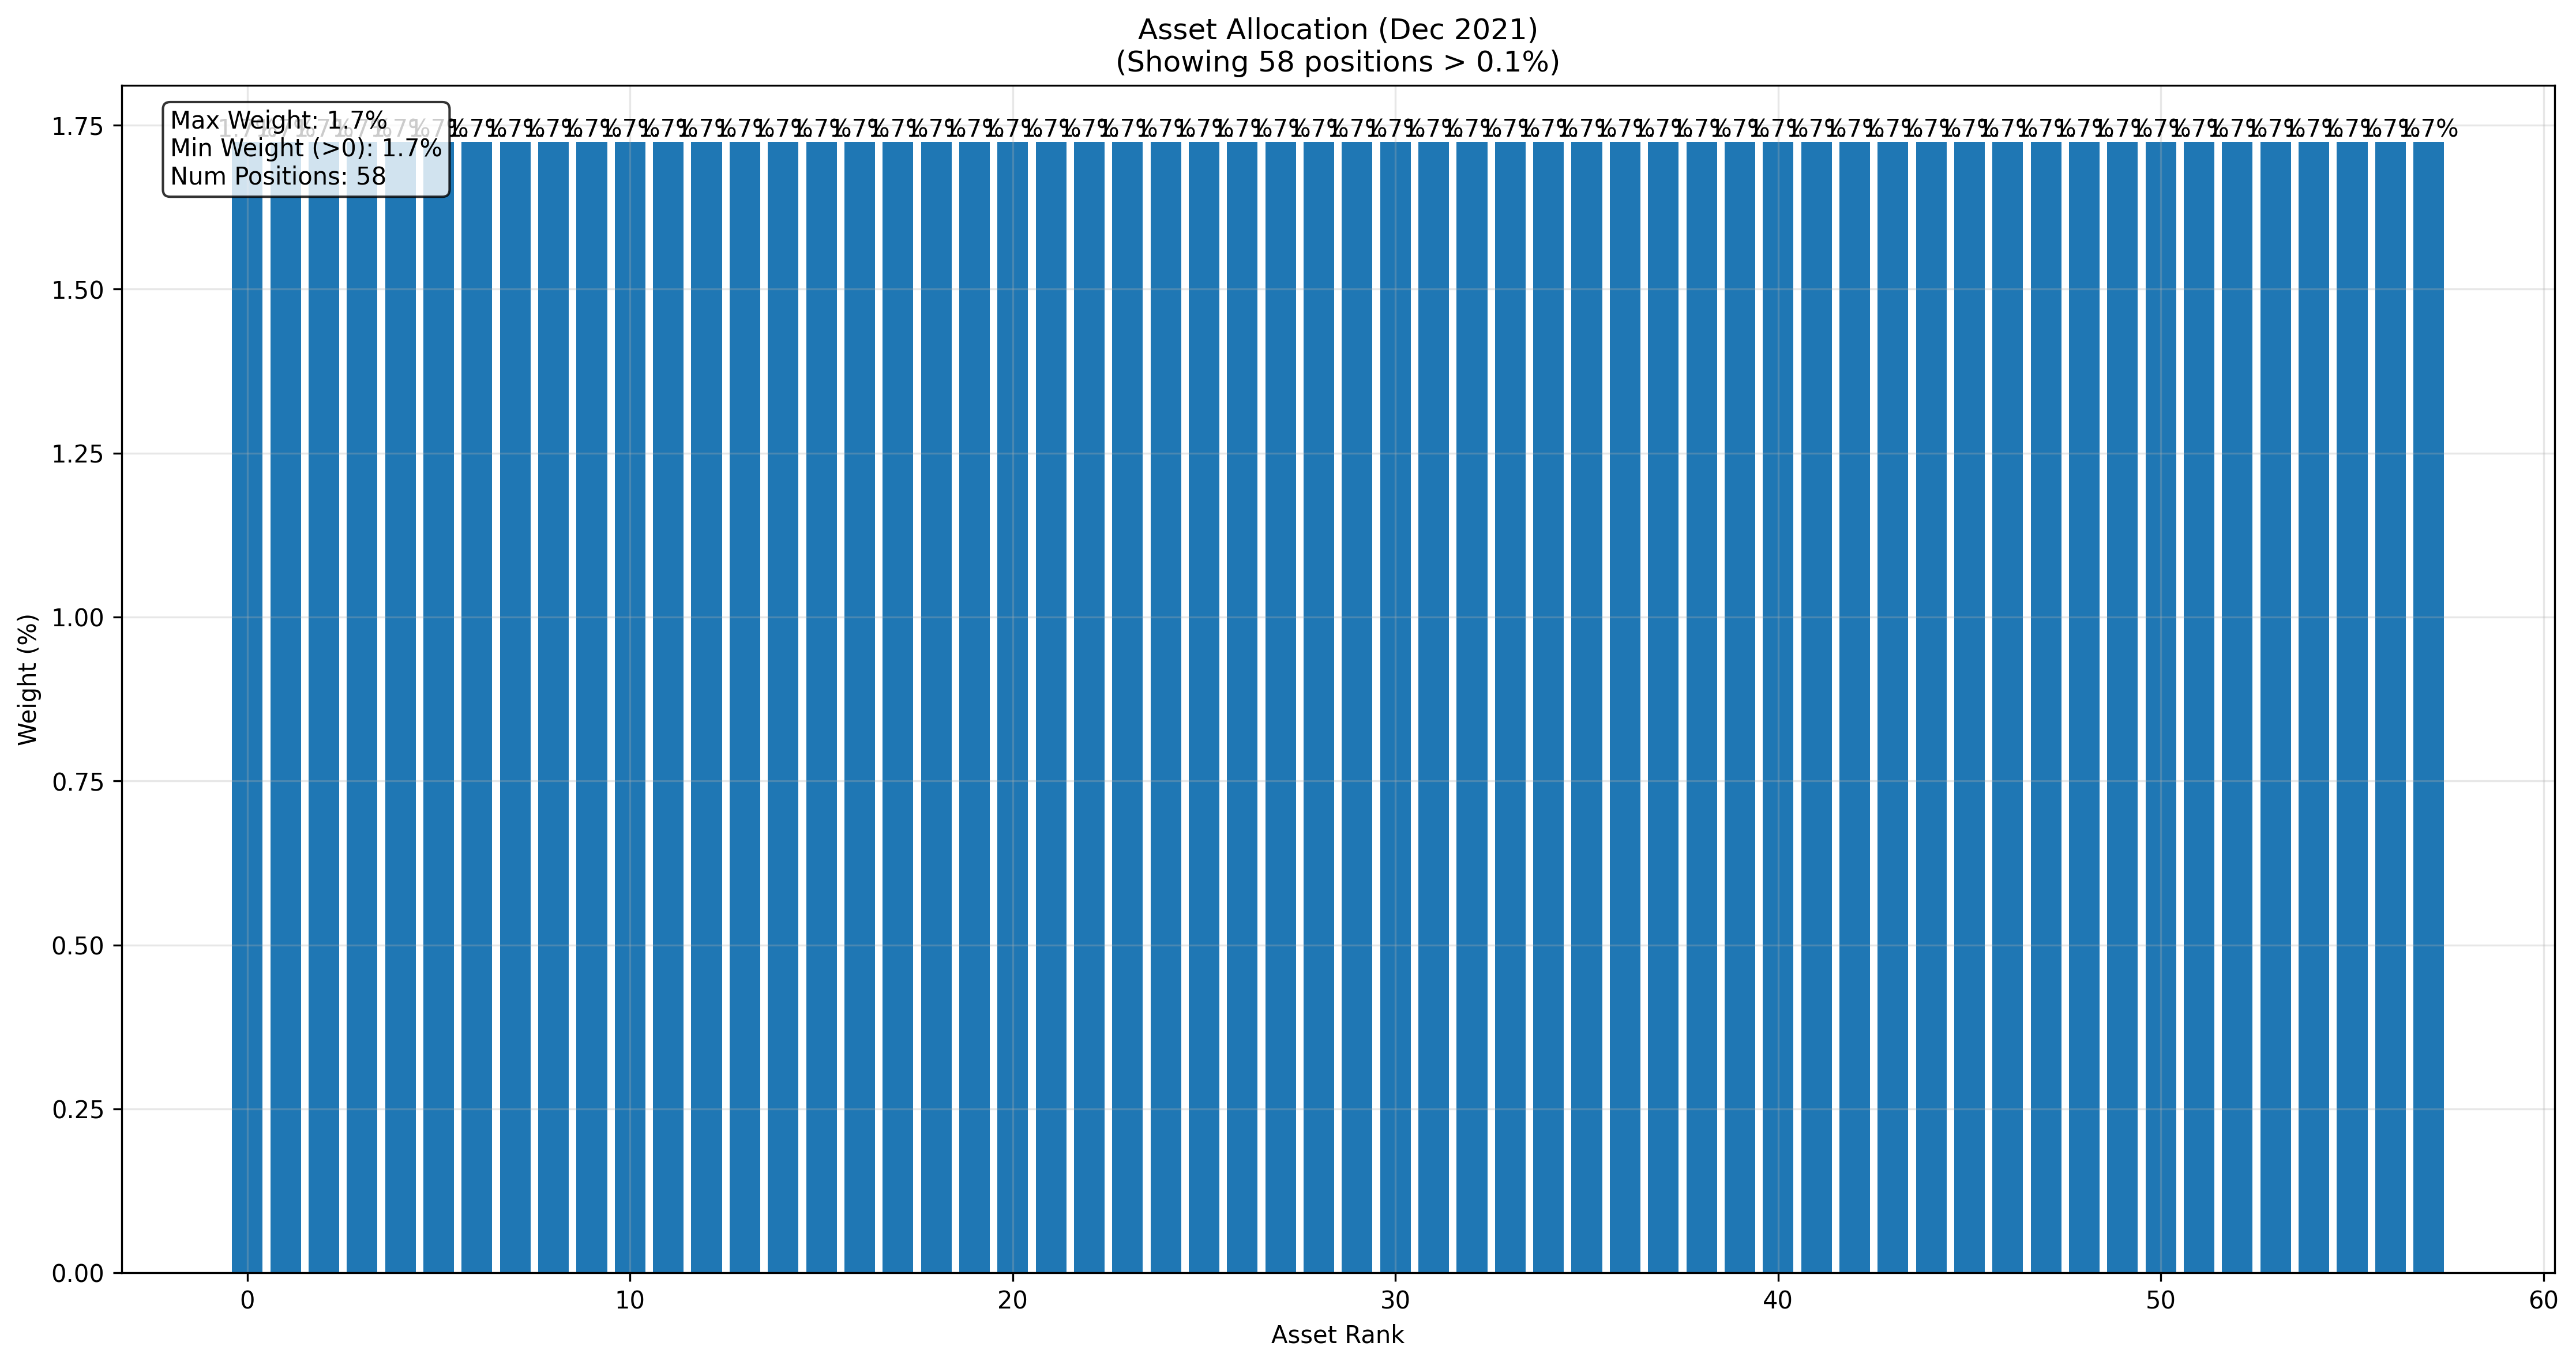 Asset Allocation (Dec 2021)
(Showing 58 positions > 0.1%)
Max Weight: 1.7%
Min Weight (>0): 1.7%
Num Positions: 58
1.7%
Weight (%)
1.75
1.50
1.25
1.00
0.75
0.50
0.25
0.00
0 10 20 30 40 50 60
Asset Rank